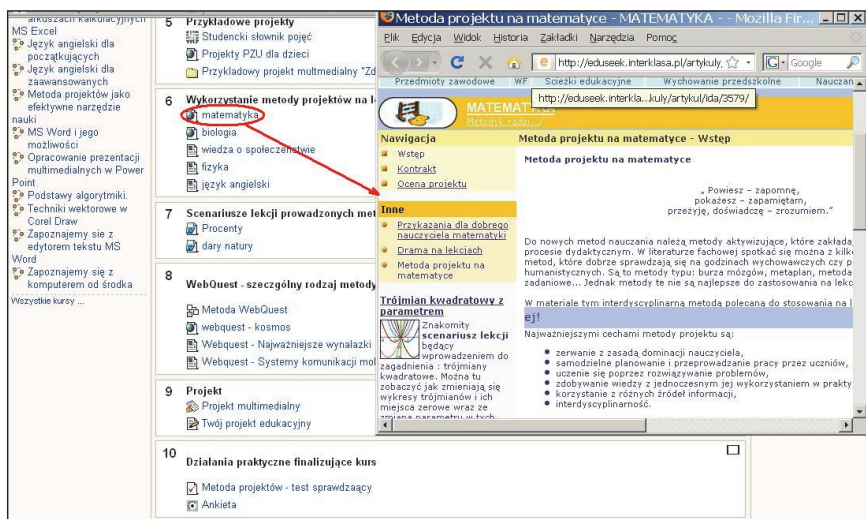 arkuszach kalkulacyjnych
MS Excel
Język angielski dla
początkujących
Język angielski dla
zaawansowanych
Metoda projektów jako
efektywne narzędzie
nauki
MS Word i jego
możliwości
Opracowanie prezentacji
multimedialnych w Power
Point
Podstawy algorytmiki.
Techniki wektorowe w
Corel Draw
Zapoznajemy sie z
edytorem tekstu MS
Word
Zapoznajemy się z
komputerem od środka
Wszystkie kursy ...
5 Przykładowe projekty
Studencki słownik pojęć
Projekty PZU dla dzieci
Przykladowy projekt multmedialny "Zd
6 Wykorzystanie metody projektów na l
matematyka
biologia
wiedza o społeczeństwie
fizyka
język angielski
7 Scenariusze lekcji prowadzonych met
Procenty
dary natury
8
WebQuest - szczególny rodzaj metody
Metoda WebQuest
webquest - kosmos
Webquest - Najważniejsze wynalazki
Webquest - Systemy komunikacji mol
9 Projekt
Projekt multimedialny
Twój projekt edukacyjny
10
Działania praktyczne finalizujące kurs
Metoda projektów - test sprawdzaący
Ankieta
Metoda projektu na matematyce - MATEMATYKA - - Mozilla Fir...
Plik Edycja Widok Historia Zakładki Narzędzia Pomoc
http://eduseek.interklasa.pl/artykuly, Google
Przedmioty zawodowe WF Ścieżki edukacyjne Wychowanie przedszkolne Nauczan
http://eduseek.interkla..kuly/artykul/ida/3579/
MATEMATYKA
Nawigacja
Wstęp
Kontrakt
Ocena projektu
Inne
Przykazania dla dobrego
nauczyciela matematyki
Drama na lekcjach
Metoda projektu na
matematyce
Trójmian kwadratowy z
parametrem
Znakomity
scenariusz lekcji
będący
wprowadzeniem do
zagadnienia : trójmiany
kwadratowe. Można tu
zobaczyć jak zmieniają się
wykresy trójmianów i ich
miejsca zerowe wraz ze
zmianą parametru w tych
Metoda projektu na matematyce - Wstęp
Metoda projektu na matematyce
„ Powiesz – zapomnę,
pokażesz – zapamiętam,
przeżyję, doświadczę – zrozumiem.”
Do nowych metod nauczania należą metody aktywizujące, które zakłada
procesie dydaktycznym. W literaturze fachowej spotkać się można z kilk
metod, które dobrze sprawdzają się na godzinach wychowawczych czy p
humanistycznych. Są to metody typu: burza mózgów, metaplan, metoda
zadaniowe... Jednak metody te nie są najlepsze do zastosowania na lekc
W materiale tym interdyscyplinarną metodą polecaną do stosowania na l
ej!
Najważniejszymi cechami metody projektu są:
zerwanie z zasadą dominacji nauczyciela,
samodzielne planowanie i przeprowadzanie pracy przez uczniów,
uczenie się poprzez rozwiązywanie problemów,
zdobywanie wiedzy z jednoczesnym jej wykorzystaniem w prakty
korzystanie z różnych źródeł informacji,
interdyscyplinarność.